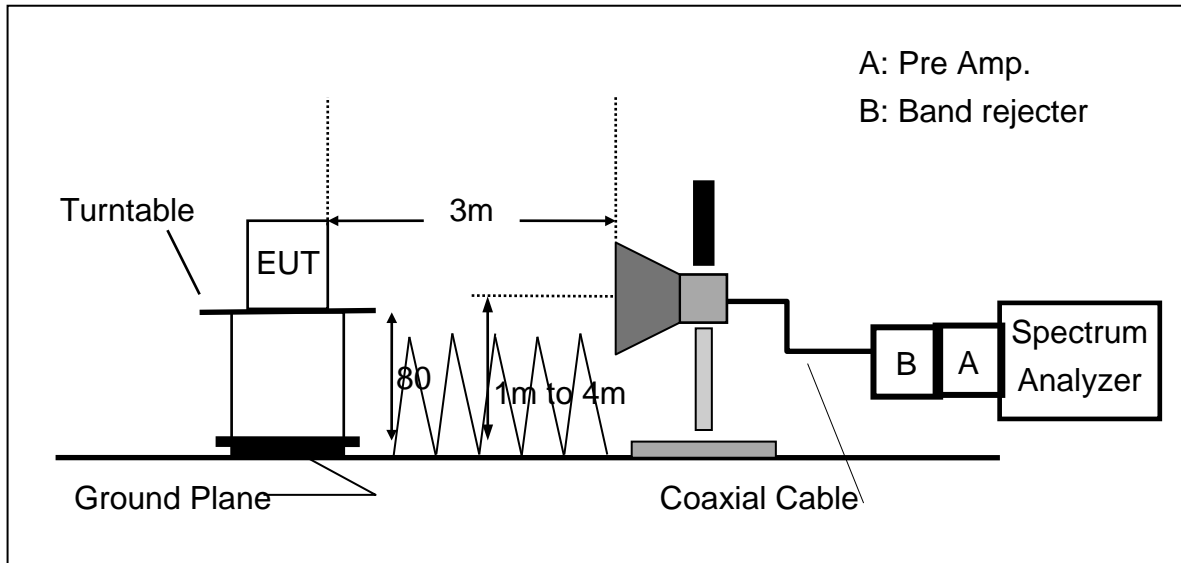 A: Pre Amp.
B: Band rejecter
Turntable
3m
EUT
80
1m to 4m
B
A
Spectrum
Analyzer
Ground Plane
Coaxial Cable